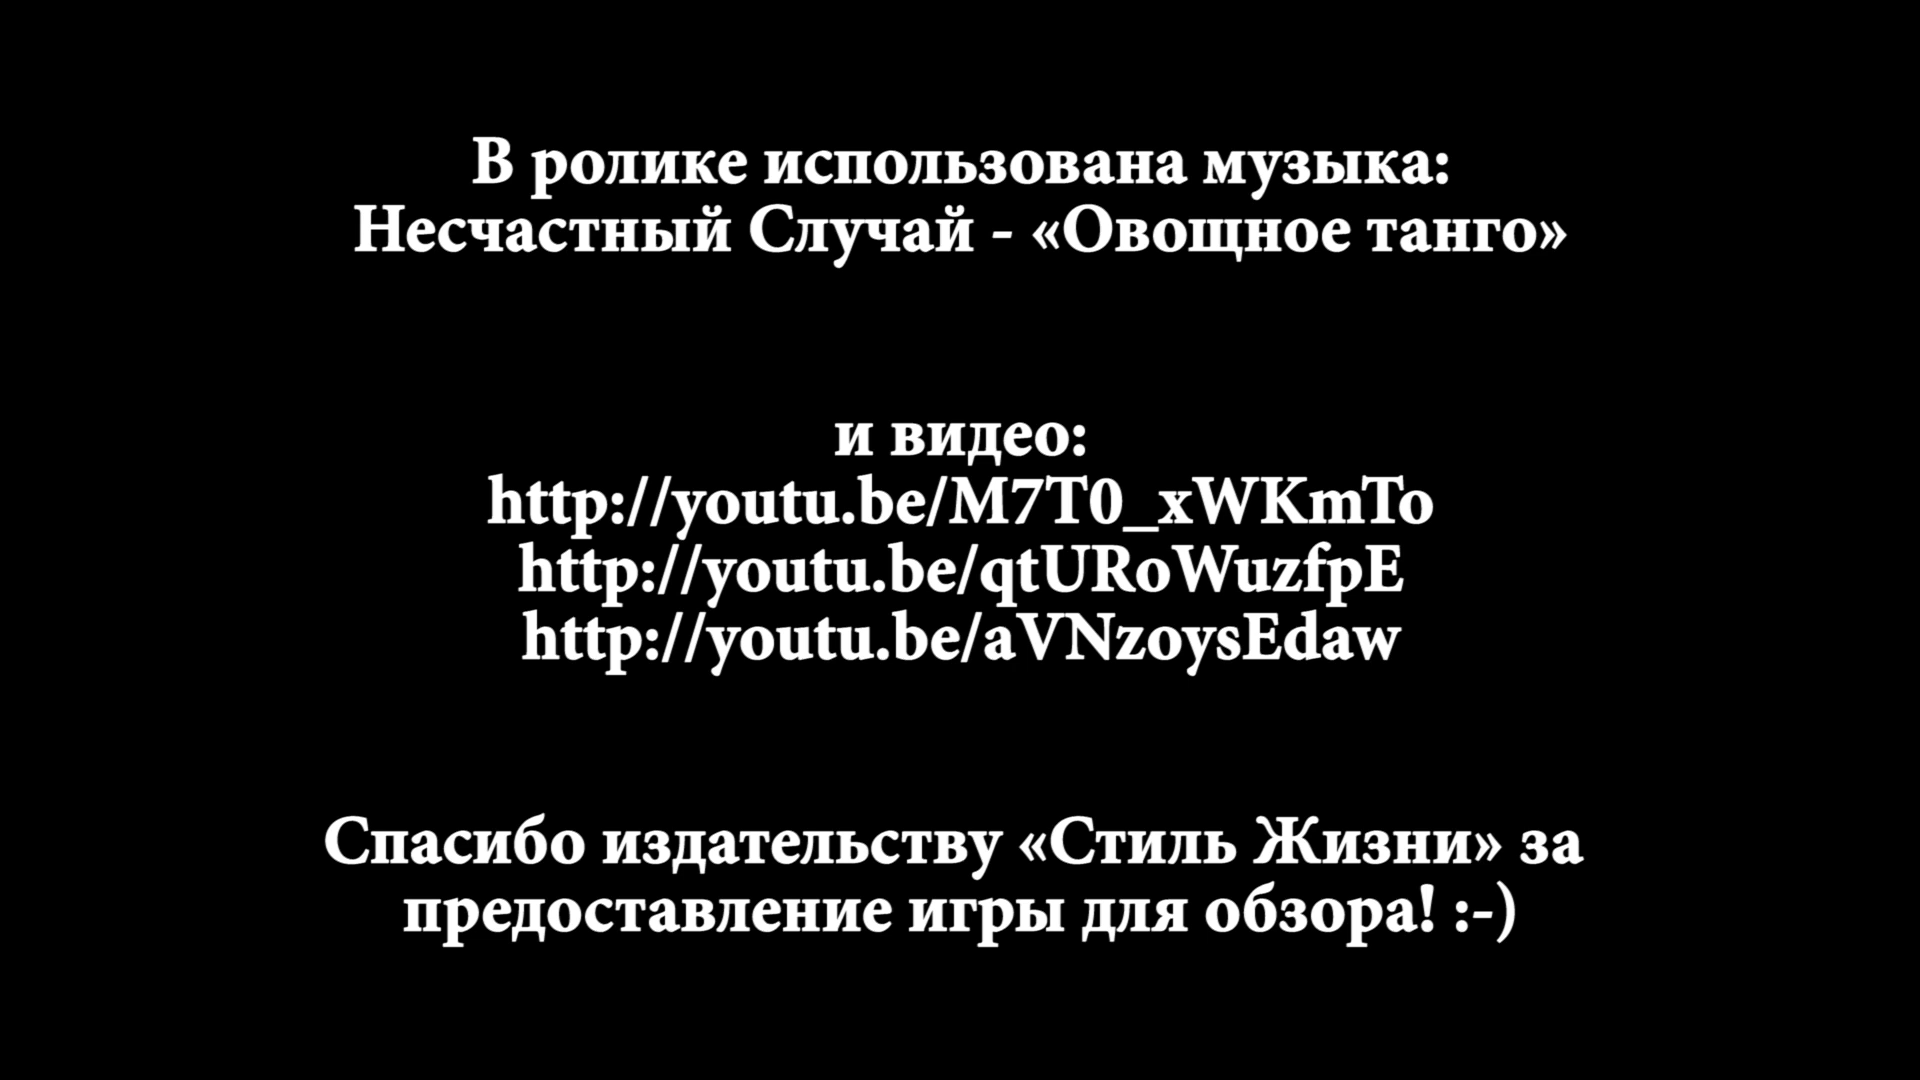 В ролике использована музыка:
Несчастный Случай - «Овощное танго»
и видео:
http://youtu.be/M7T0_xWKmTo
http://youtu.be/qtURoWuzfpE
http://youtu.be/aVNzoysEdaw
Спасибо издательству «Стиль Жизни» за
предоставление игры для обзора! :-)